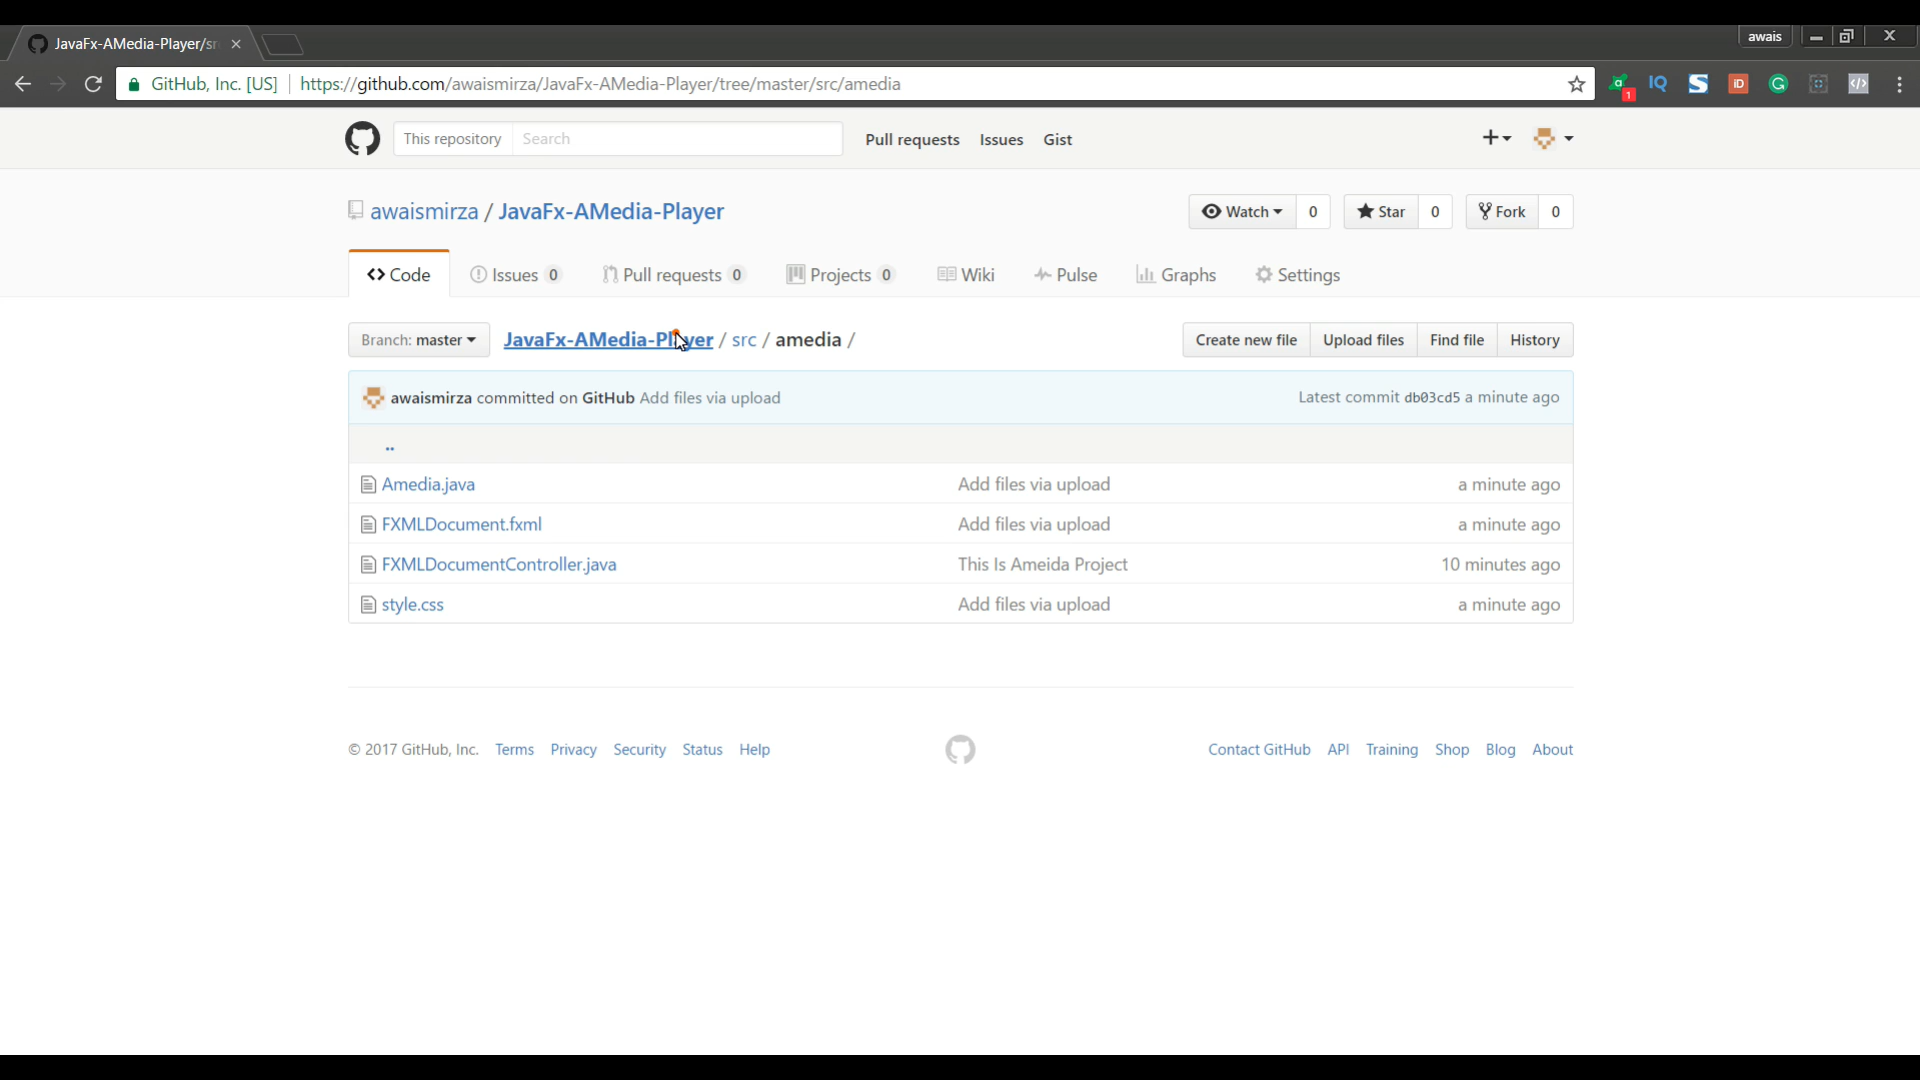 JavaFx-AMedia-Player/sr
awais
GitHub, Inc. [US] https://github.com/awaismirza/JavaFx-AMedia-Player/tree/master/src/amedia
1 IQ S iD G </>
This repository Search Pull requests Issues Gist
awaismirza / JavaFx-AMedia-Player Watch 0 Star 0 Fork 0
Code Issues 0 Pull requests 0 Projects 0 Wiki Pulse Graphs Settings
Branch: master JavaFx-AMedia-Player / src / amedia / Create new file Upload files Find file History
awaismirza committed on GitHub Add files via upload Latest commit db03cd5 a minute ago
..
Amedia.java Add files via upload a minute ago
FXMLDocument.fxml Add files via upload a minute ago
FXMLDocumentController.java This Is Ameida Project 10 minutes ago
style.css Add files via upload a minute ago
© 2017 GitHub, Inc. Terms Privacy Security Status Help Contact GitHub API Training Shop Blog About